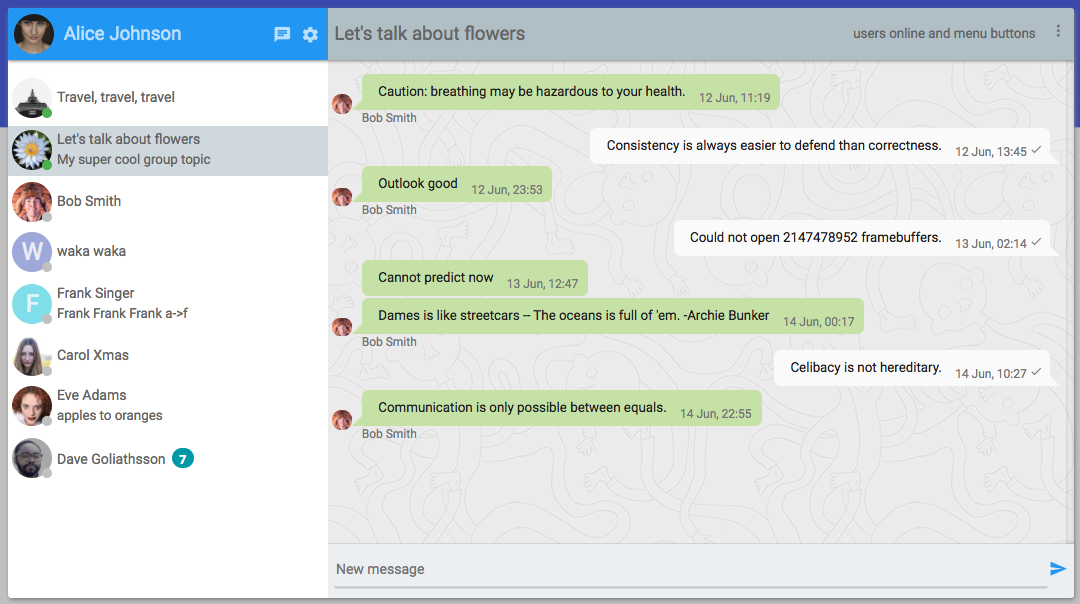 Alice Johnson
Travel, travel, travel
Let's talk about flowers
My super cool group topic
Bob Smith
W
waka waka
F
Frank Singer
Frank Frank Frank a->f
Carol Xmas
Eve Adams
apples to oranges
Dave Goliathsson 7
Let's talk about flowers
users online and menu buttons
Caution: breathing may be hazardous to your health. 12 Jun, 11:19
Bob Smith
Consistency is always easier to defend than correctness. 12 Jun, 13:45
Outlook good 12 Jun, 23:53
Bob Smith
Could not open 2147478952 framebuffers. 13 Jun, 02:14
Cannot predict now 13 Jun, 12:47
Dames is like streetcars -- The oceans is full of 'em. -Archie Bunker 14 Jun, 00:17
Bob Smith
Celibacy is not hereditary. 14 Jun, 10:27
Communication is only possible between equals. 14 Jun, 22:55
Bob Smith
New message